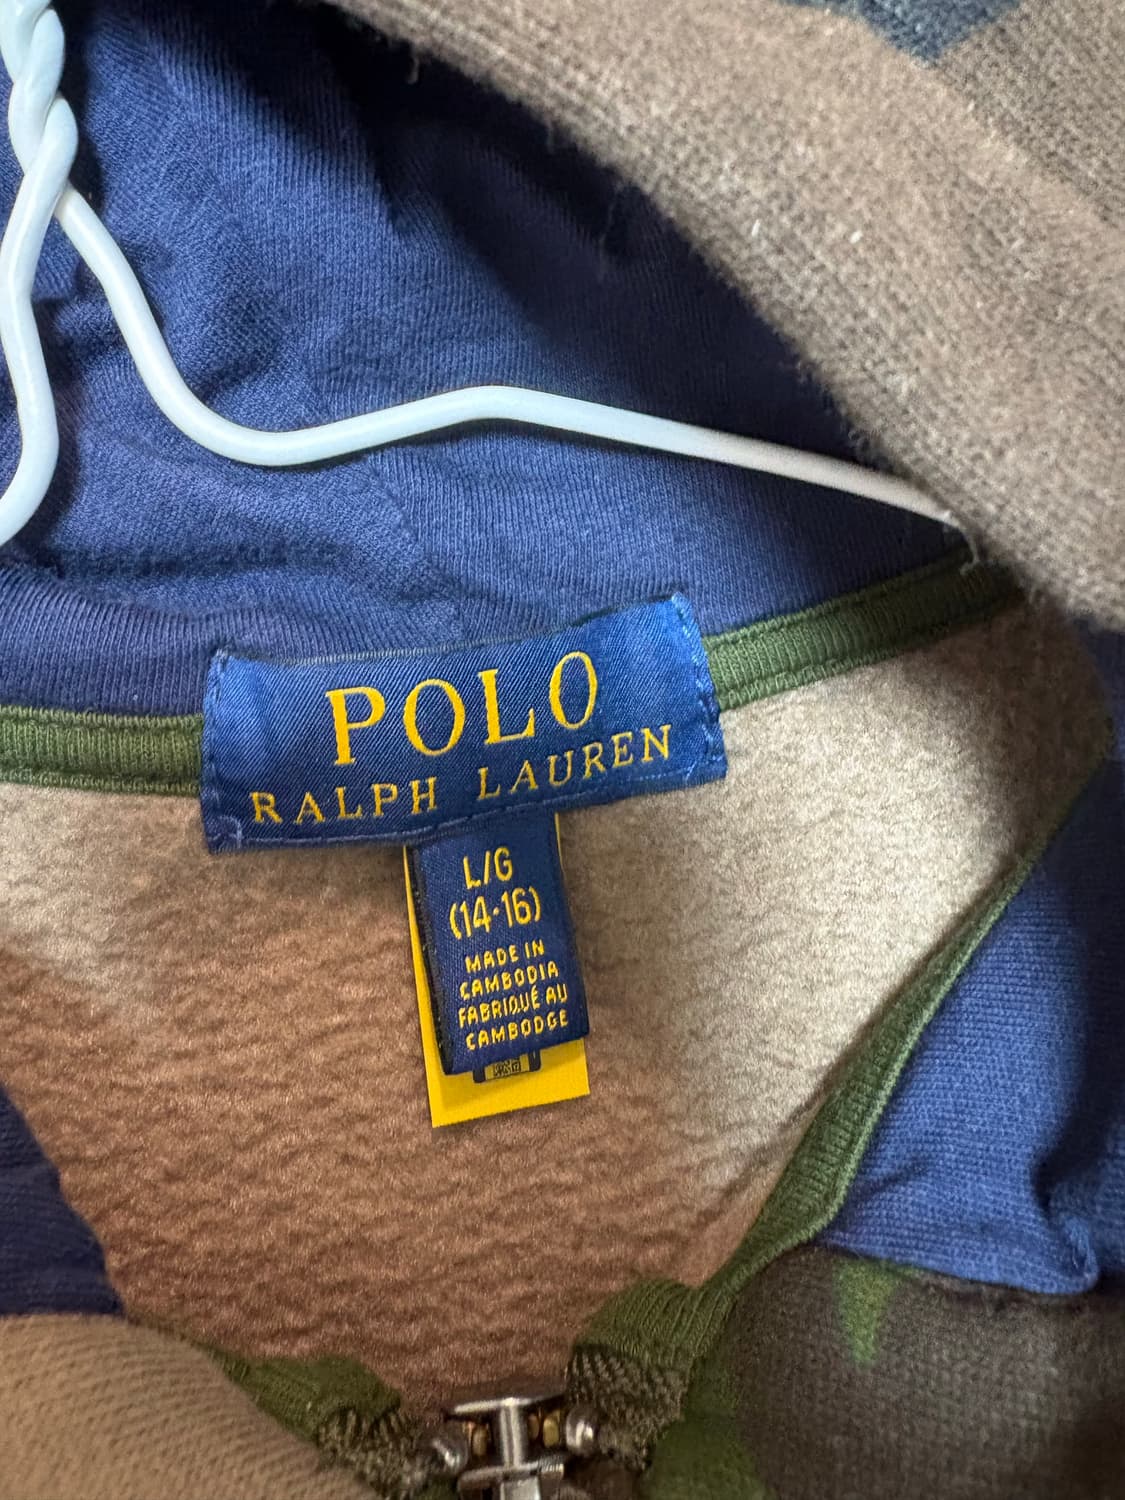 POLO
RALPH LAUREN
L/G
(14-16)
MADE IN
CAMBODIA
FABRIQUÉ AU
CAMBODGE